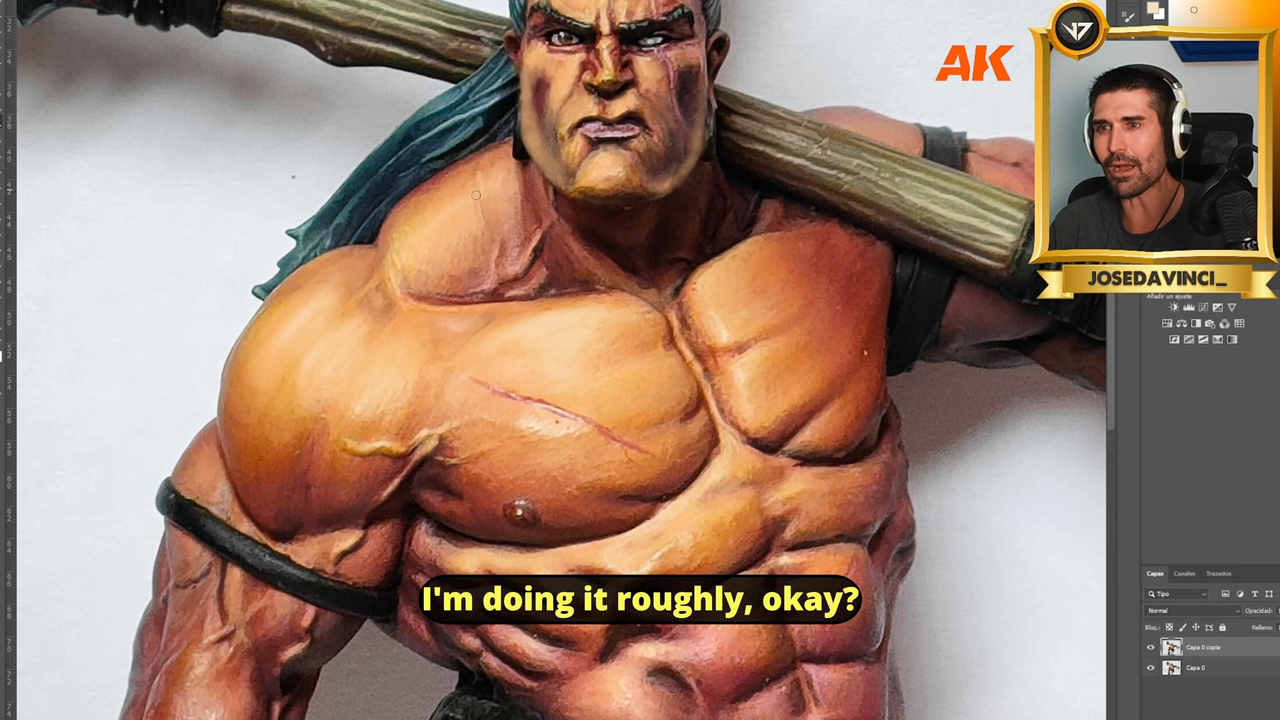 AK
JOSEDAVINCI_
Añadir un ajuste
I'm doing it roughly, okay?
Capas Canales Trazados
Tipo
Normal Opacidad:
Bloq.: Relleno:
Capa 0 copia
Capa 0